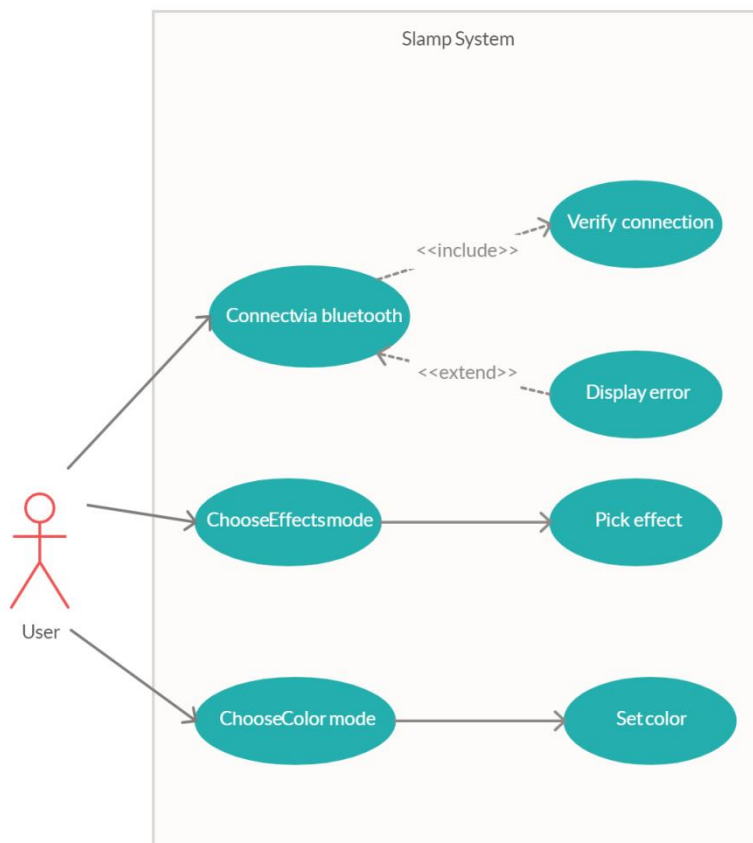 Slamp System
Verify connection
<<include>>
Connectvia bluetooth
<<extend>>
Display error
ChooseEffectsmode
Pick effect
User
ChooseColor mode
Set color